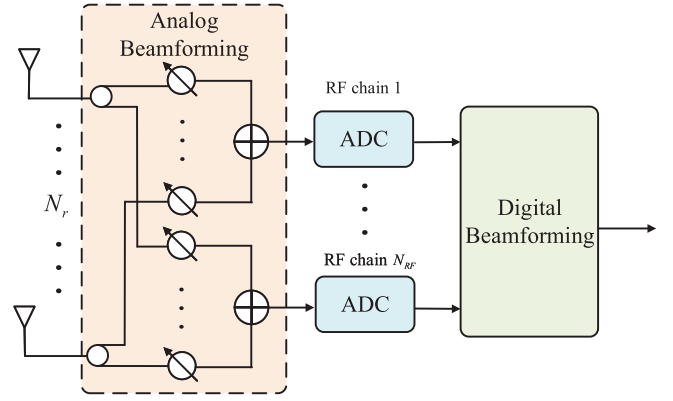 Analog
Beamforming
RF chain 1
ADC
N_r
Digital
Beamforming
RF chain N_RF
ADC